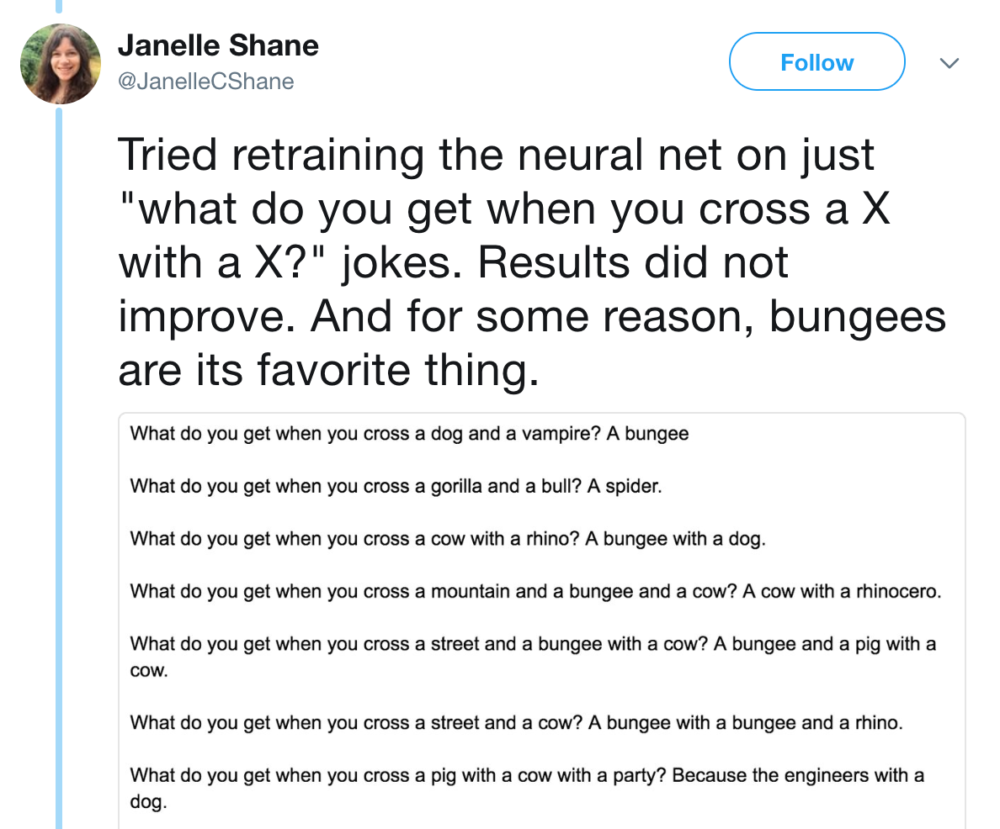 Janelle Shane
@JanelleCShane
Follow
Tried retraining the neural net on just
"what do you get when you cross a X
with a X?" jokes. Results did not
improve. And for some reason, bungees
are its favorite thing.
What do you get when you cross a dog and a vampire? A bungee
What do you get when you cross a gorilla and a bull? A spider.
What do you get when you cross a cow with a rhino? A bungee with a dog.
What do you get when you cross a mountain and a bungee and a cow? A cow with a rhinocero.
What do you get when you cross a street and a bungee with a cow? A bungee and a pig with a
cow.
What do you get when you cross a street and a cow? A bungee with a bungee and a rhino.
What do you get when you cross a pig with a cow with a party? Because the engineers with a
dog.